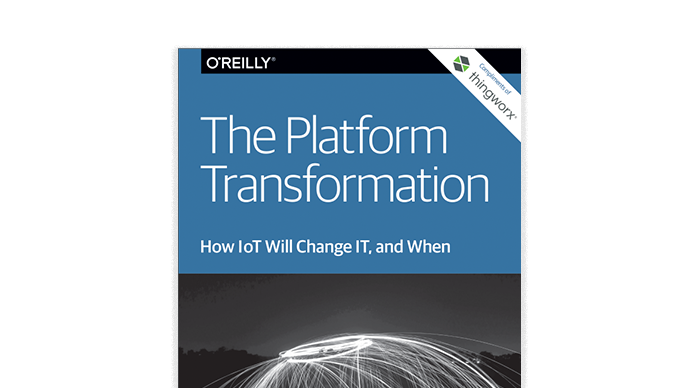 O'REILLY®
Compliments of
thingworx®
The Platform
Transformation
How IoT Will Change IT, and When